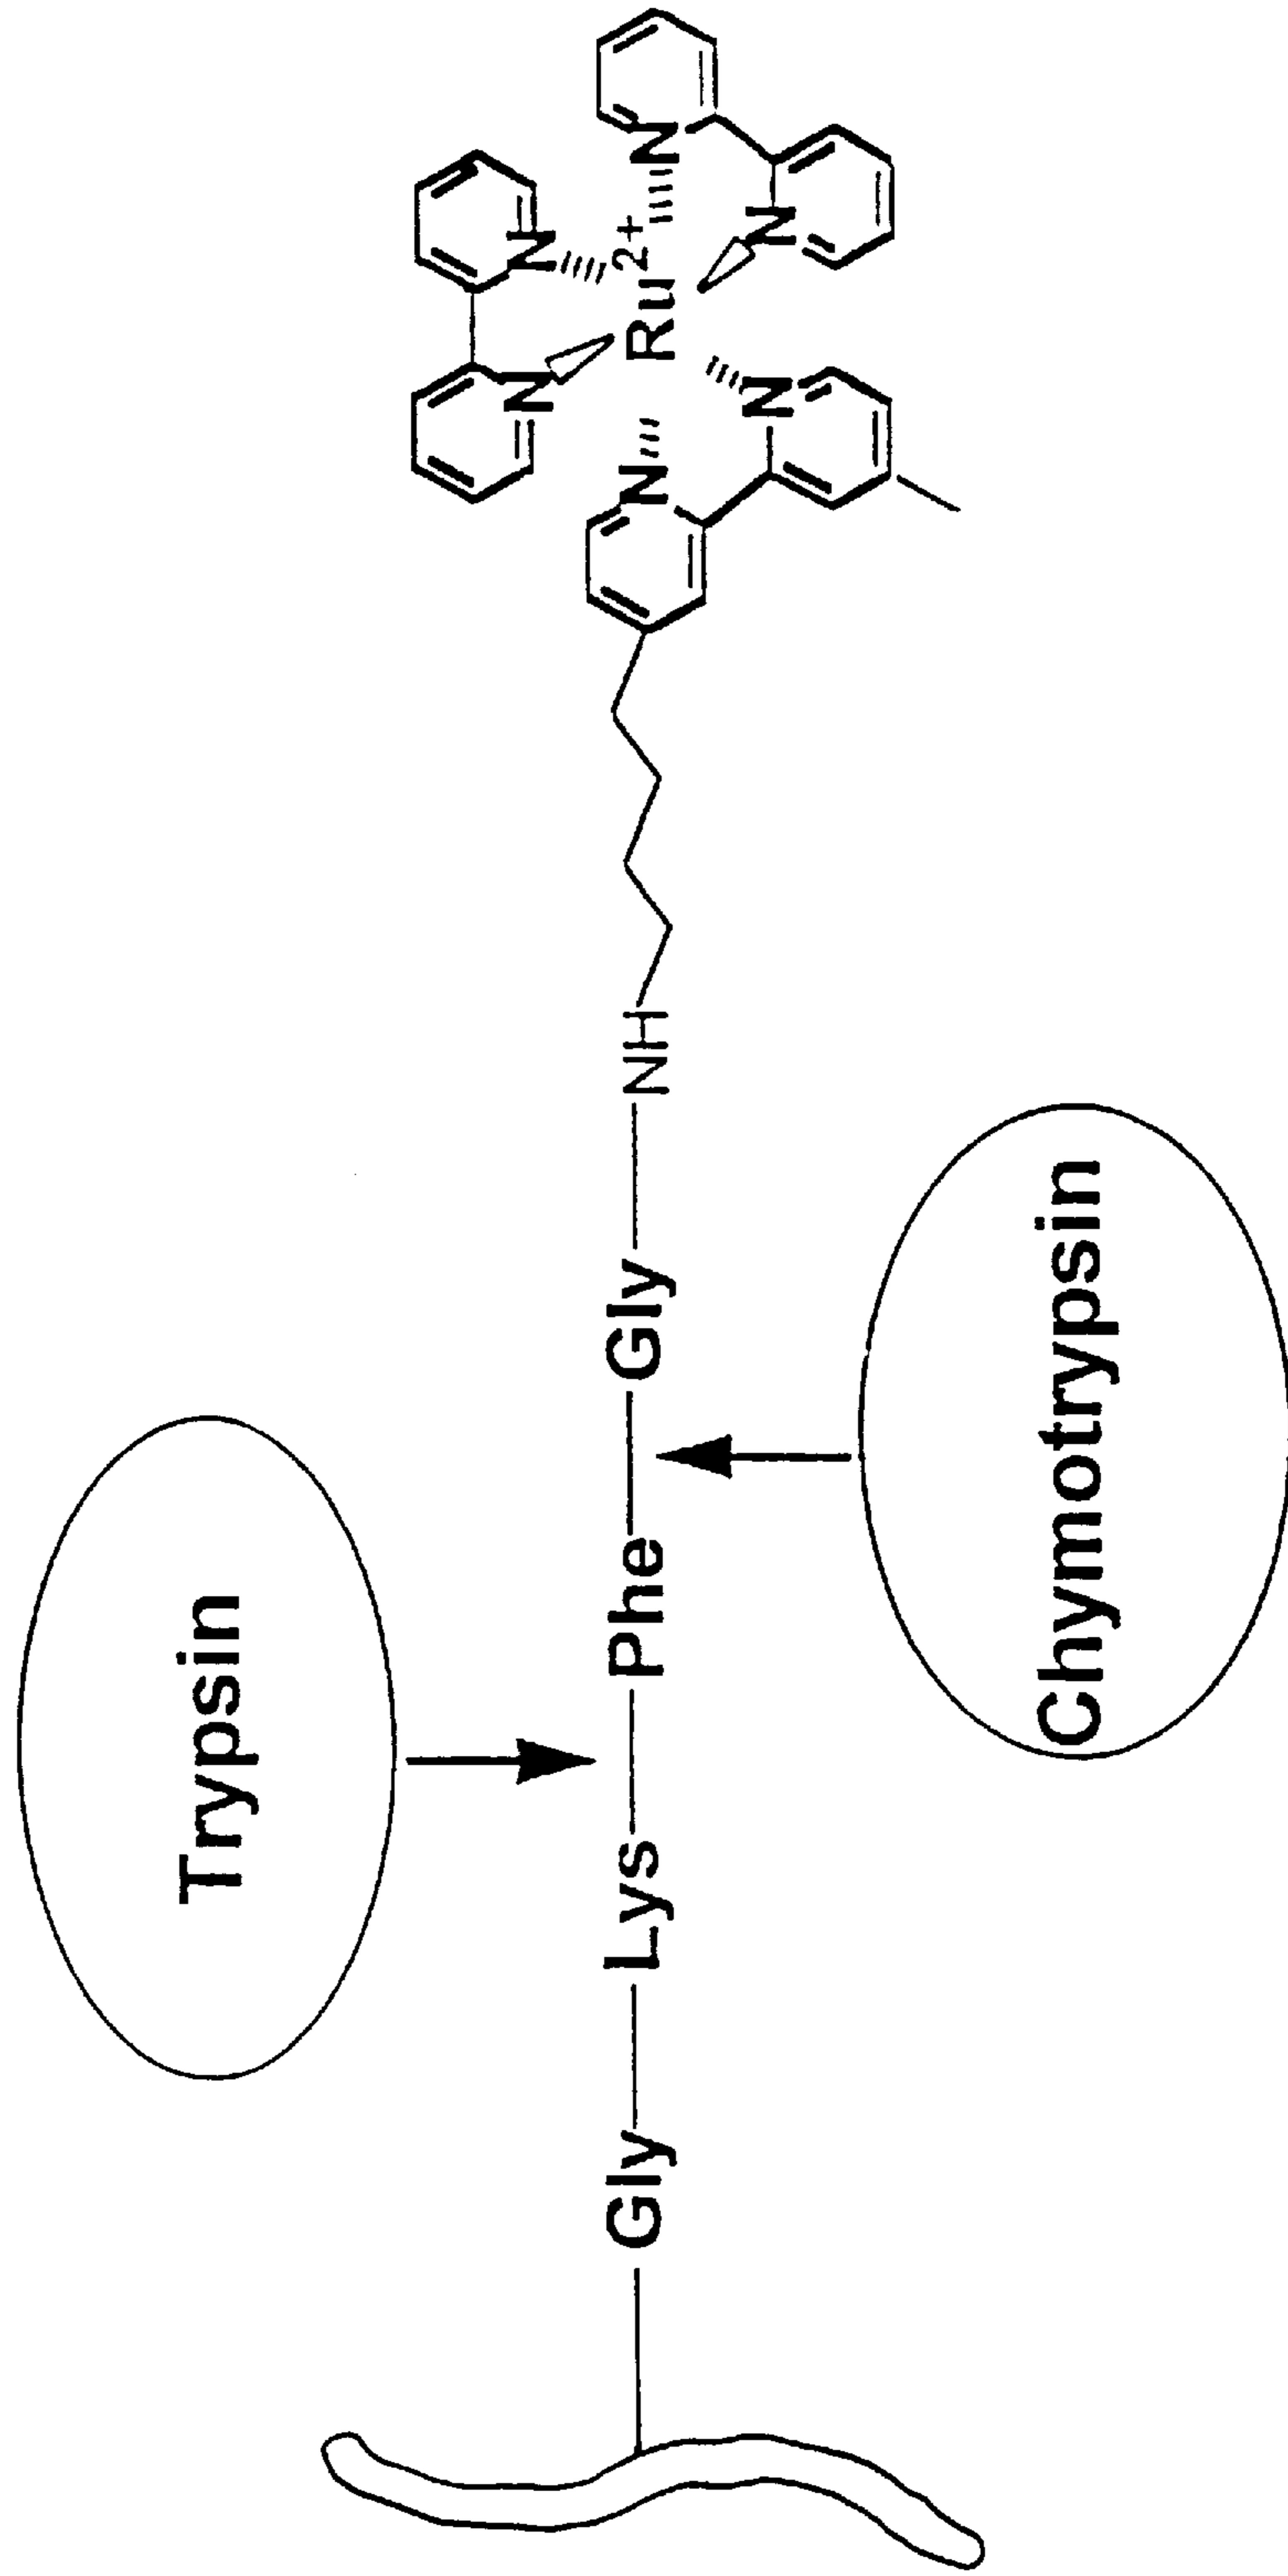 Trypsin
Gly Lys Phe Gly NH
N N
N N
Ru2+
N N
Chymotrypsin